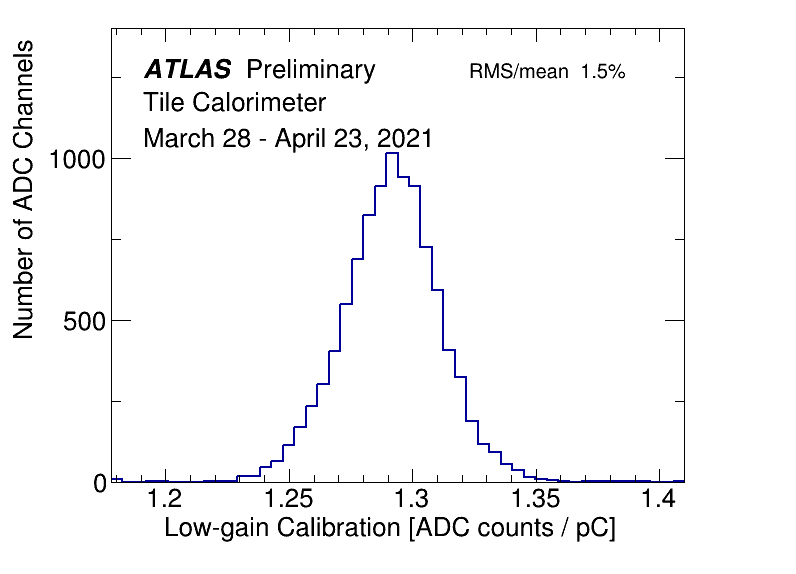 ATLAS Preliminary
RMS/mean 1.5%
Tile Calorimeter
March 28 - April 23, 2021
Number of ADC Channels
1000
500
0
1.2 1.25 1.3 1.35 1.4
Low-gain Calibration [ADC counts / pC]